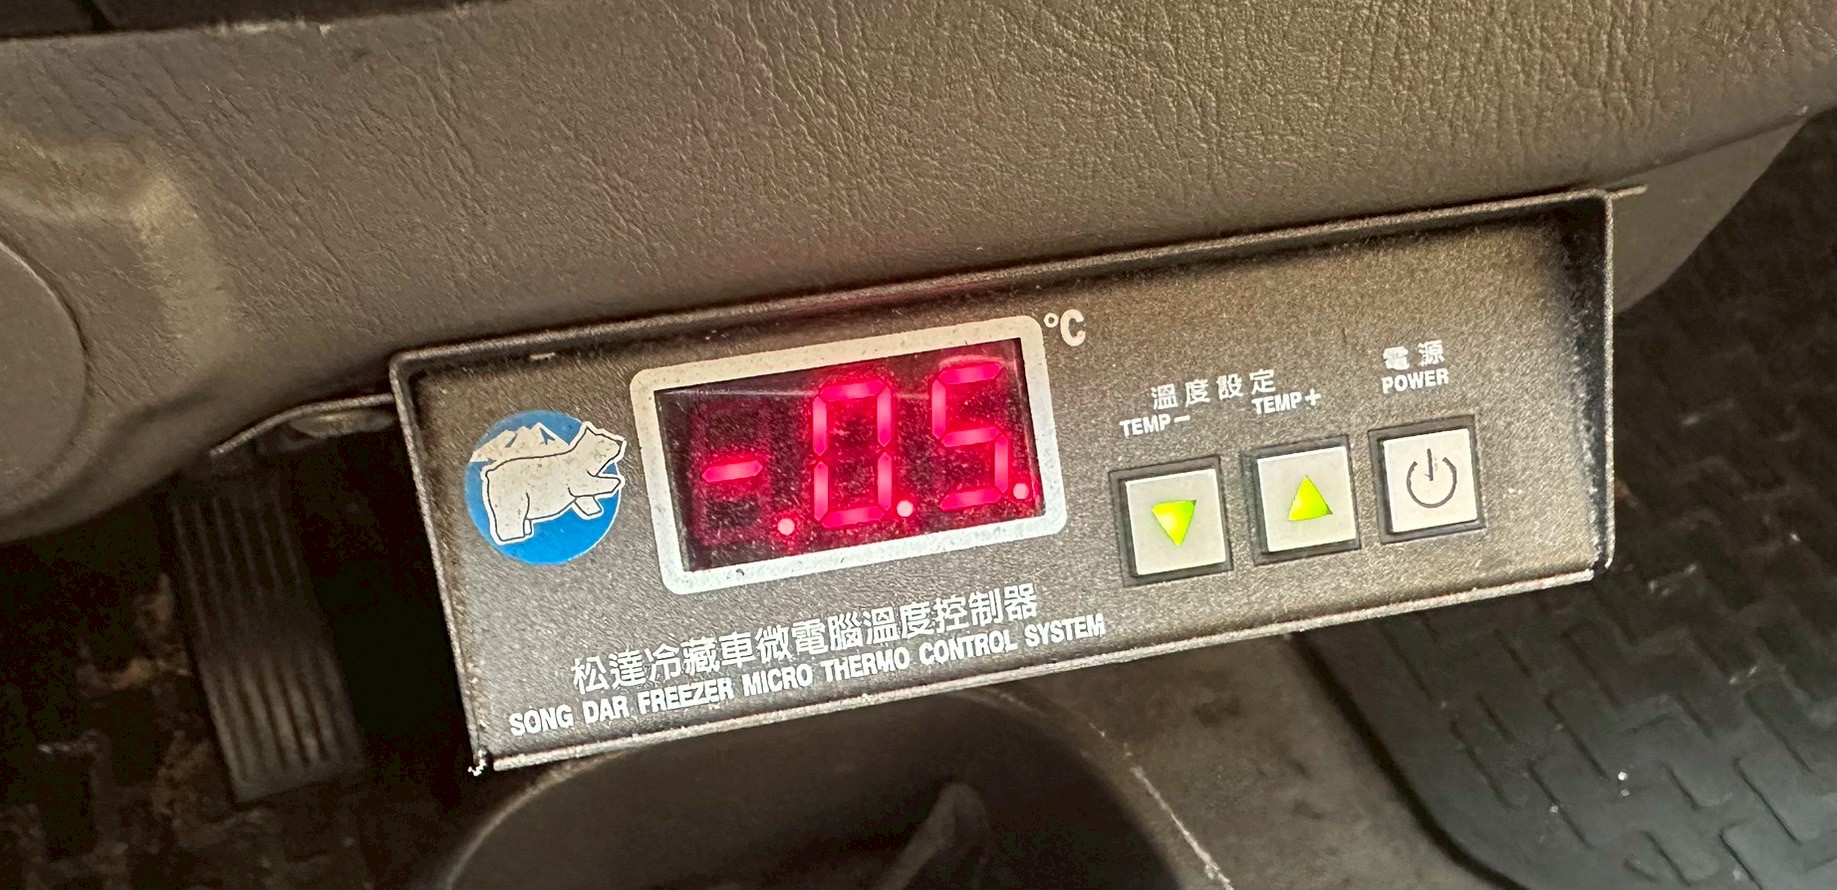 -.0.5.
°C
溫度設定
TEMP− TEMP+
電源
POWER
松達冷藏車微電腦溫度控制器
SONG DAR FREEZER MICRO THERMO CONTROL SYSTEM